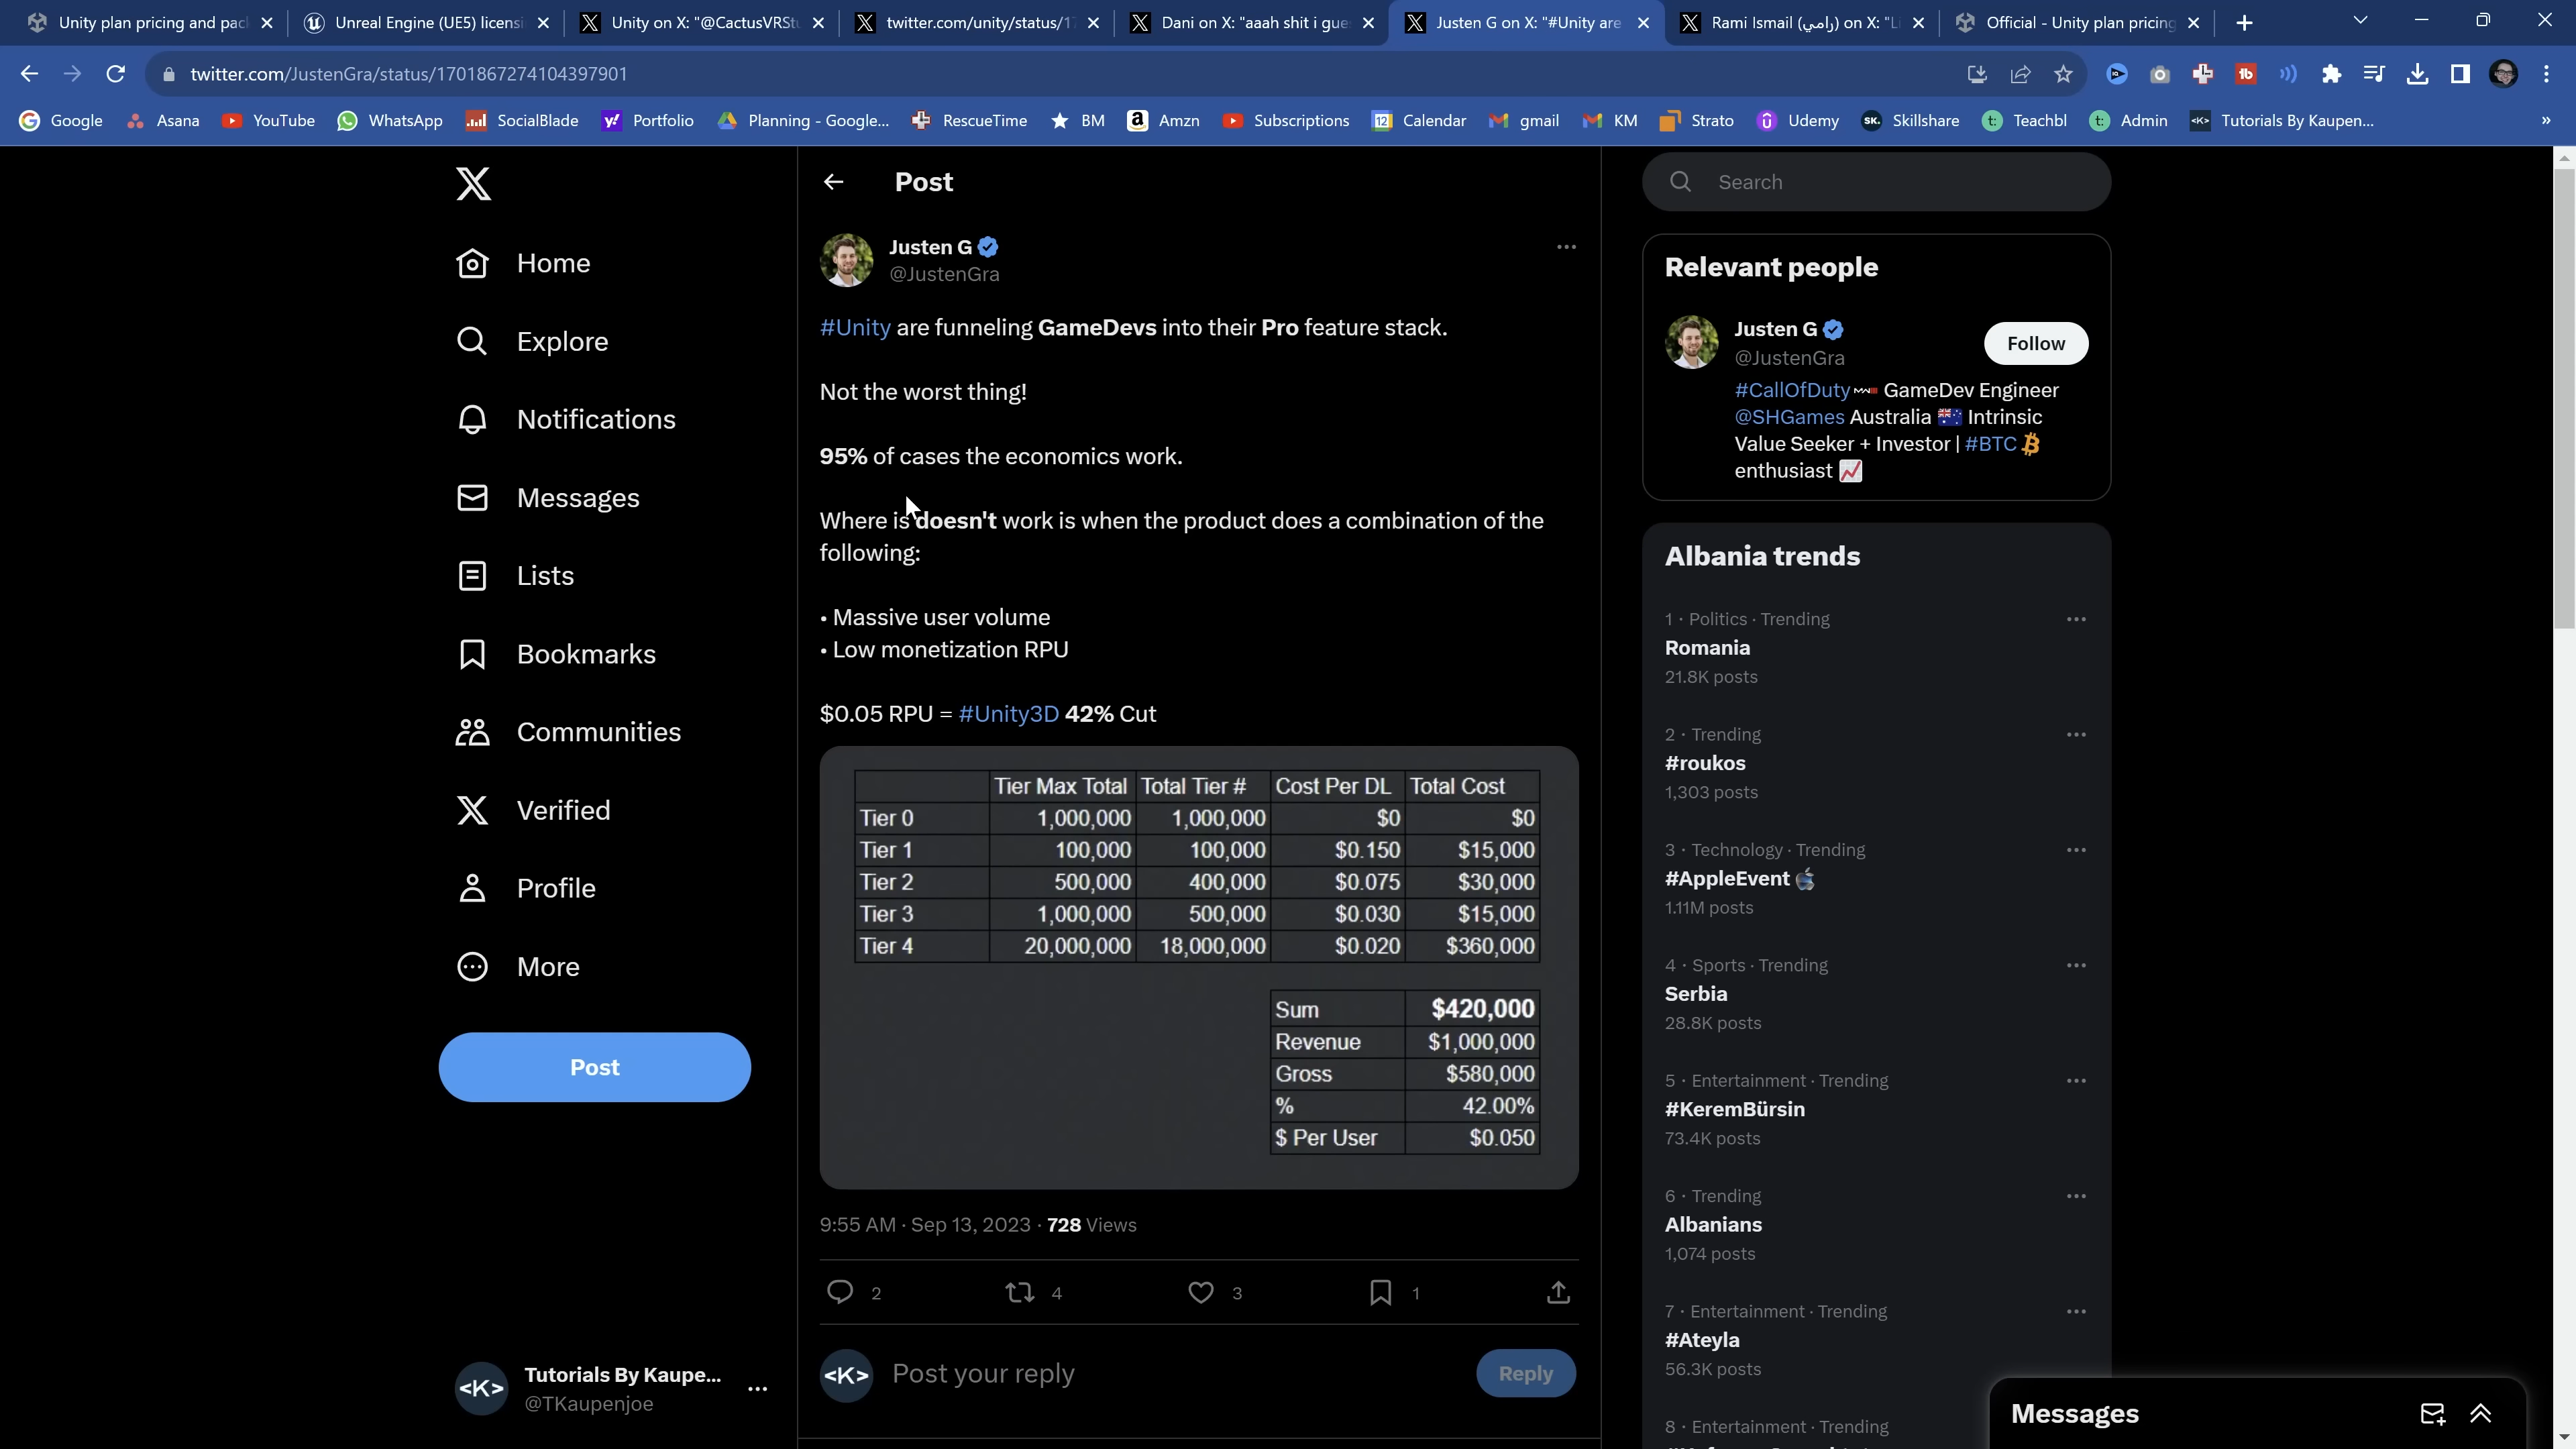 Unity plan pricing and pac
Unreal Engine (UE5) licensi
Unity on X: "@CactusVRStu
twitter.com/unity/status/17
Dani on X: "aaah shit i gue
Justen G on X: "#Unity are
Rami Ismail (رامي) on X: "Li
Official - Unity plan pricing
twitter.com/JustenGra/status/1701867274104397901
Google
Asana
YouTube
WhatsApp
SocialBlade
Portfolio
Planning - Google...
RescueTime
BM
Amzn
Subscriptions
Calendar
gmail
KM
Strato
Udemy
Skillshare
Teachbl
Admin
Tutorials By Kaupen...
Home
Explore
Notifications
Messages
Lists
Bookmarks
Communities
Verified
Profile
More
Post
Tutorials By Kaupe...
@TKaupenjoe
Post
Justen G
@JustenGra
#Unity are funneling GameDevs into their Pro feature stack.
Not the worst thing!
95% of cases the economics work.
Where is doesn't work is when the product does a combination of the
following:
• Massive user volume
• Low monetization RPU
$0.05 RPU = #Unity3D 42% Cut
Tier Max Total Total Tier # Cost Per DL Total Cost
Tier 0 1,000,000 1,000,000 $0 $0
Tier 1 100,000 100,000 $0.150 $15,000
Tier 2 500,000 400,000 $0.075 $30,000
Tier 3 1,000,000 500,000 $0.030 $15,000
Tier 4 20,000,000 18,000,000 $0.020 $360,000
Sum $420,000
Revenue $1,000,000
Gross $580,000
% 42.00%
$ Per User $0.050
9:55 AM · Sep 13, 2023 · 728 Views
2 4 3 1
<K> Post your reply Reply
Search
Relevant people
Justen G
@JustenGra
Follow
#CallOfDuty GameDev Engineer
@SHGames Australia Intrinsic
Value Seeker + Investor | #BTC
enthusiast
Albania trends
1 · Politics · Trending
Romania
21.8K posts
2 · Trending
#roukos
1,303 posts
3 · Technology · Trending
#AppleEvent
1.11M posts
4 · Sports · Trending
Serbia
28.8K posts
5 · Entertainment · Trending
#KeremBürsin
73.4K posts
6 · Trending
Albanians
1,074 posts
7 · Entertainment · Trending
#Ateyla
56.3K posts
8 · Entertainment · Trending
Messages